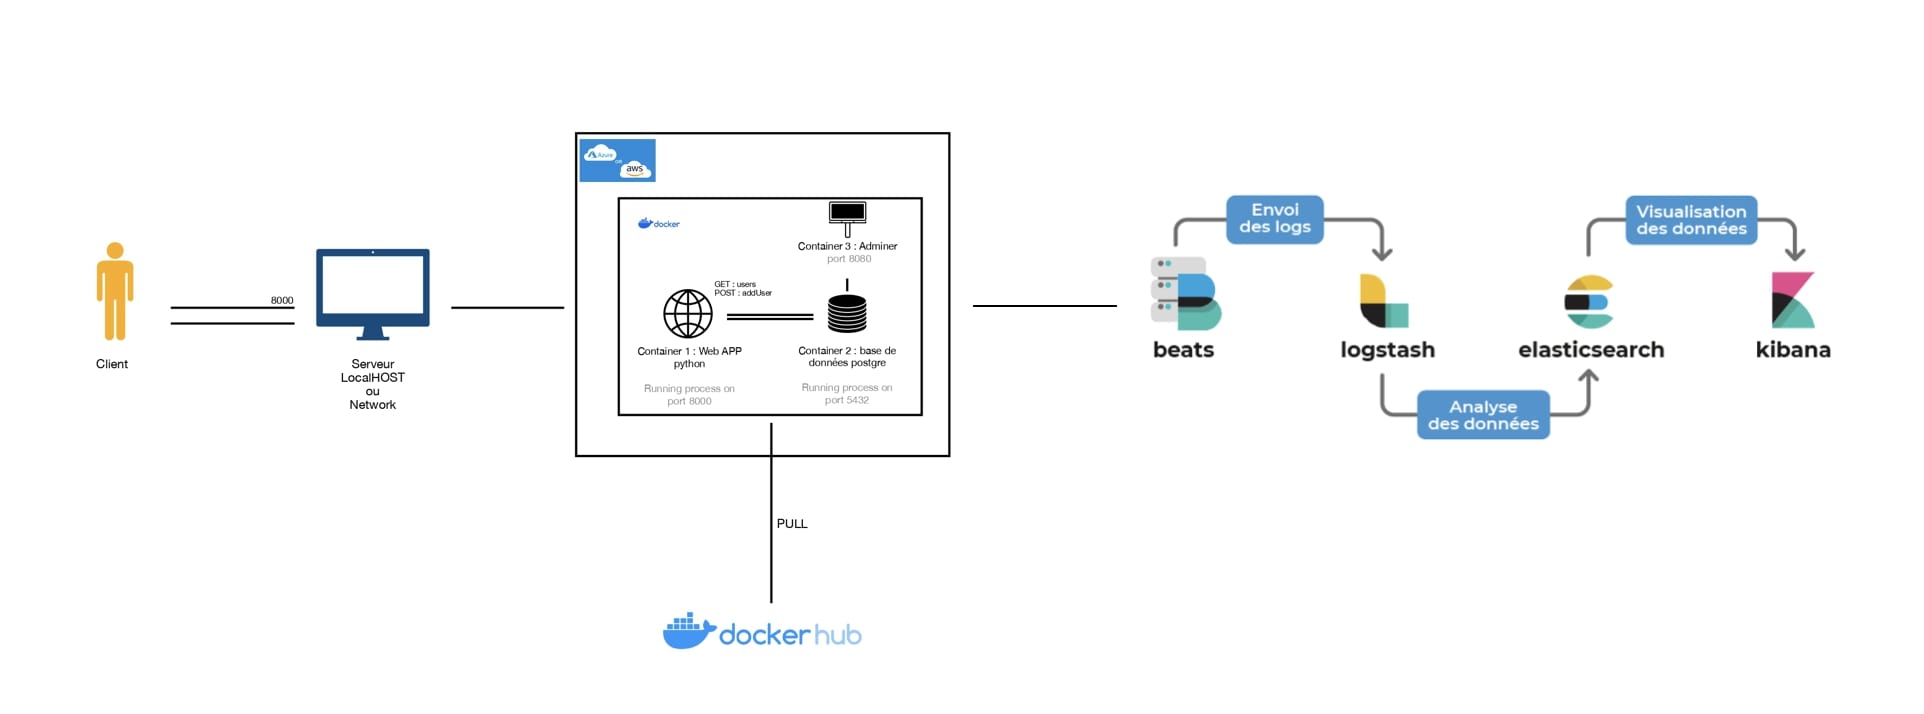 Client
8000
Serveur
LocalHOST
ou
Network
Azure
OR
aws
docker
Container 3 : Adminer
port 8080
GET : users
POST : addUser
Container 1 : Web APP
python
Running process on
port 8000
Container 2 : base de
données postgre
Running process on
port 5432
PULL
dockerhub
Envoi
des logs
beats
logstash
Analyse
des données
elasticsearch
Visualisation
des données
kibana